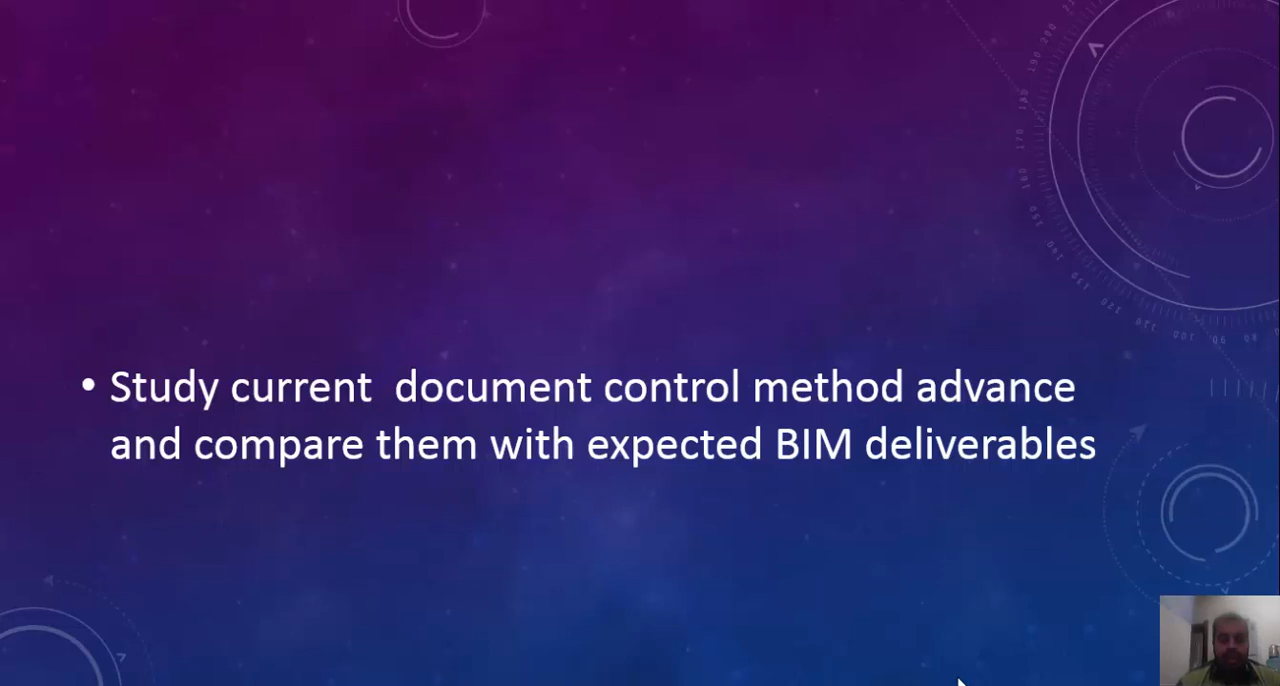 • Study current  document control method advance
and compare them with expected BIM deliverables